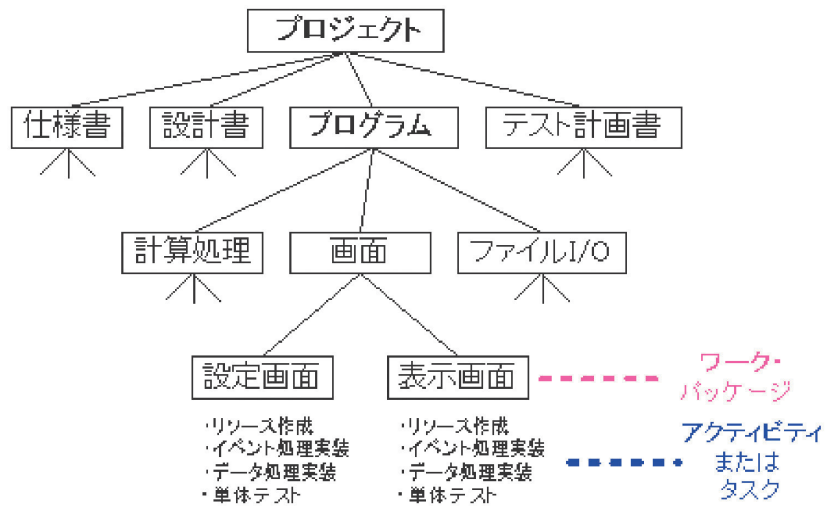 プロジェクト
仕様書
設計書
プログラム
テスト計画書
計算処理
画面
ファイルI/O
設定画面
表示画面
ワーク・
パッケージ
・リソース作成
・イベント処理実装
・データ処理実装
・単体テスト
・リソース作成
・イベント処理実装
・データ処理実装
・単体テスト
アクティビティ
または
タスク